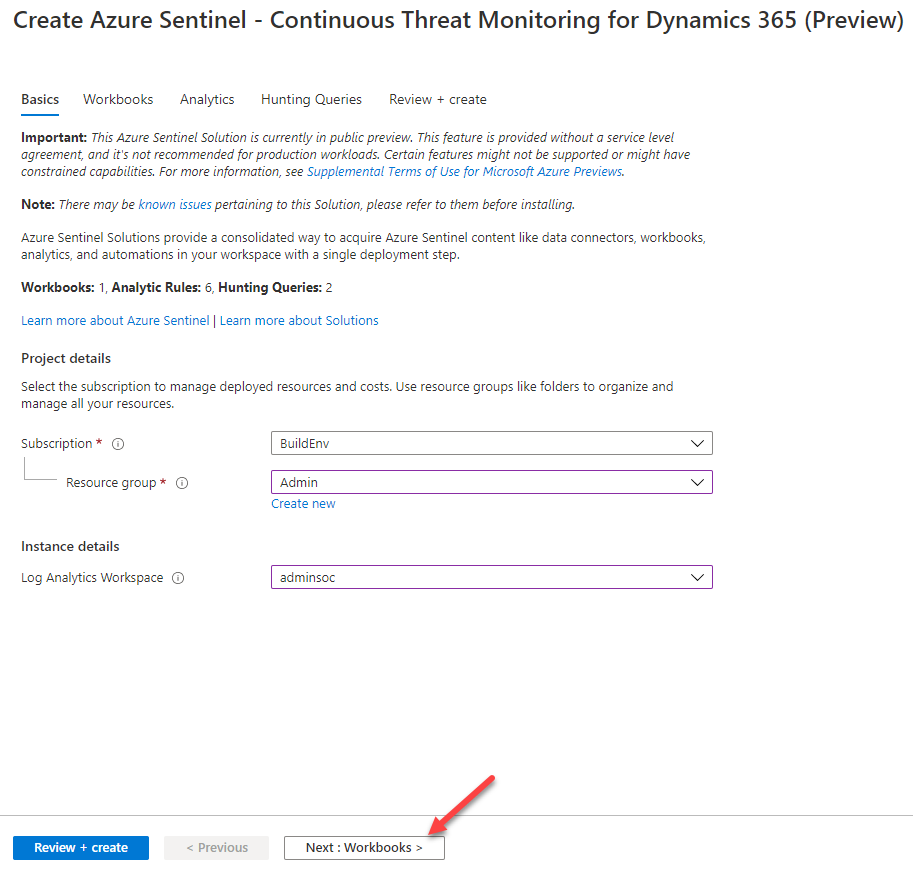 Create Azure Sentinel - Continuous Threat Monitoring for Dynamics 365 (Preview)
Basics Workbooks Analytics Hunting Queries Review + create
Important: This Azure Sentinel Solution is currently in public preview. This feature is provided without a service level
agreement, and it's not recommended for production workloads. Certain features might not be supported or might have
constrained capabilities. For more information, see Supplemental Terms of Use for Microsoft Azure Previews.
Note: There may be known issues pertaining to this Solution, please refer to them before installing.
Azure Sentinel Solutions provide a consolidated way to acquire Azure Sentinel content like data connectors, workbooks,
analytics, and automations in your workspace with a single deployment step.
Workbooks: 1, Analytic Rules: 6, Hunting Queries: 2
Learn more about Azure Sentinel | Learn more about Solutions
Project details
Select the subscription to manage deployed resources and costs. Use resource groups like folders to organize and
manage all your resources.
Subscription * BuildEnv
Resource group * Admin
Create new
Instance details
Log Analytics Workspace adminsoc
Review + create < Previous Next : Workbooks >